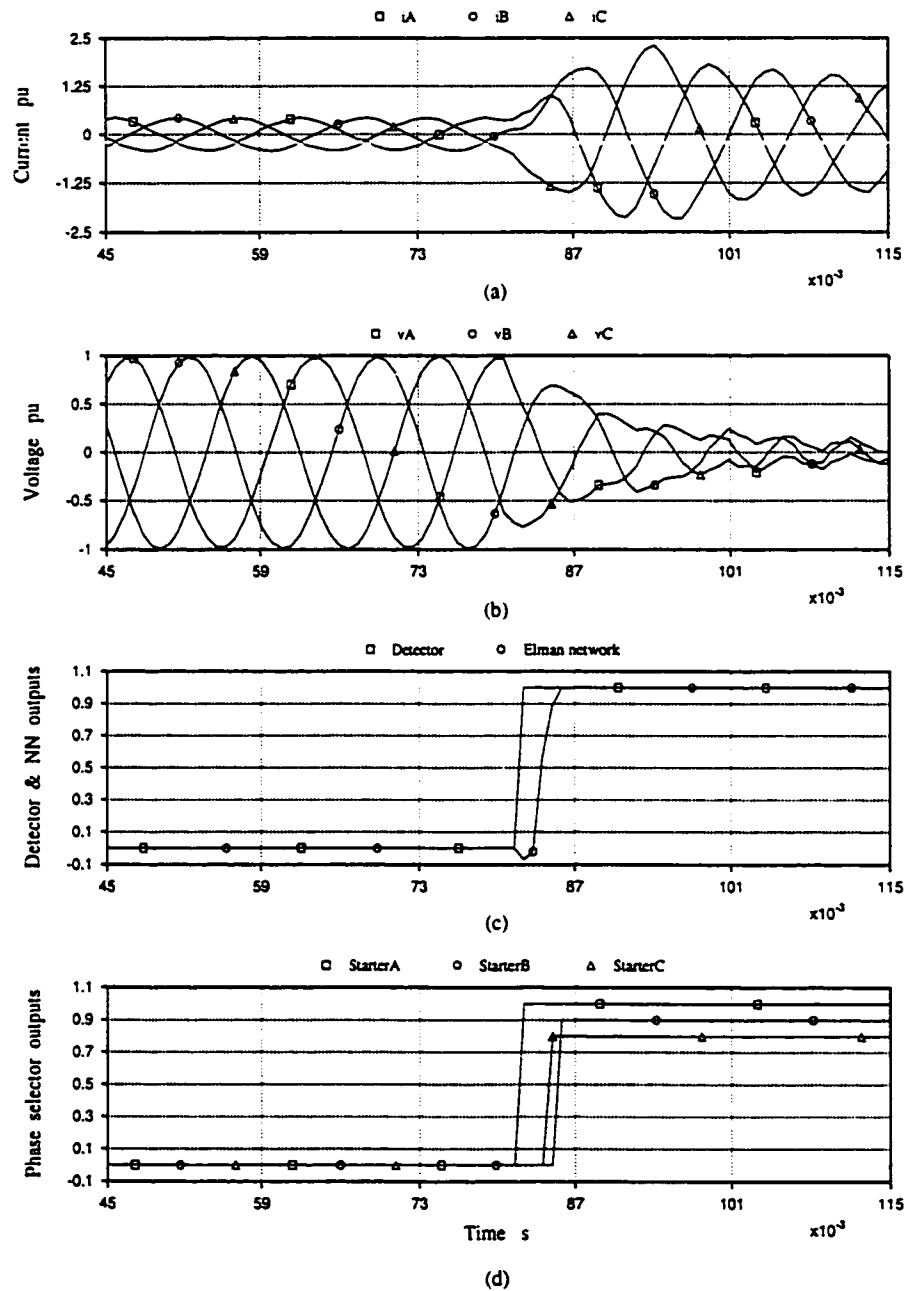 iA iB iC
Current pu
2.5
1.25
0
-1.25
-2.5
45 59 73 87 101 115
x10-3
(a)
vA vB vC
Voltage pu
1
0.5
0
-0.5
-1
45 59 73 87 101 115
x10-3
(b)
Detector Elman network
Detector & NN outputs
1.1
0.9
0.7
0.5
0.3
0.1
-0.1
45 59 73 87 101 115
x10-3
(c)
StarterA StarterB StarterC
Phase selector outputs
1.1
0.9
0.7
0.5
0.3
0.1
-0.1
45 59 73 87 101 115
Time s
x10-3
(d)